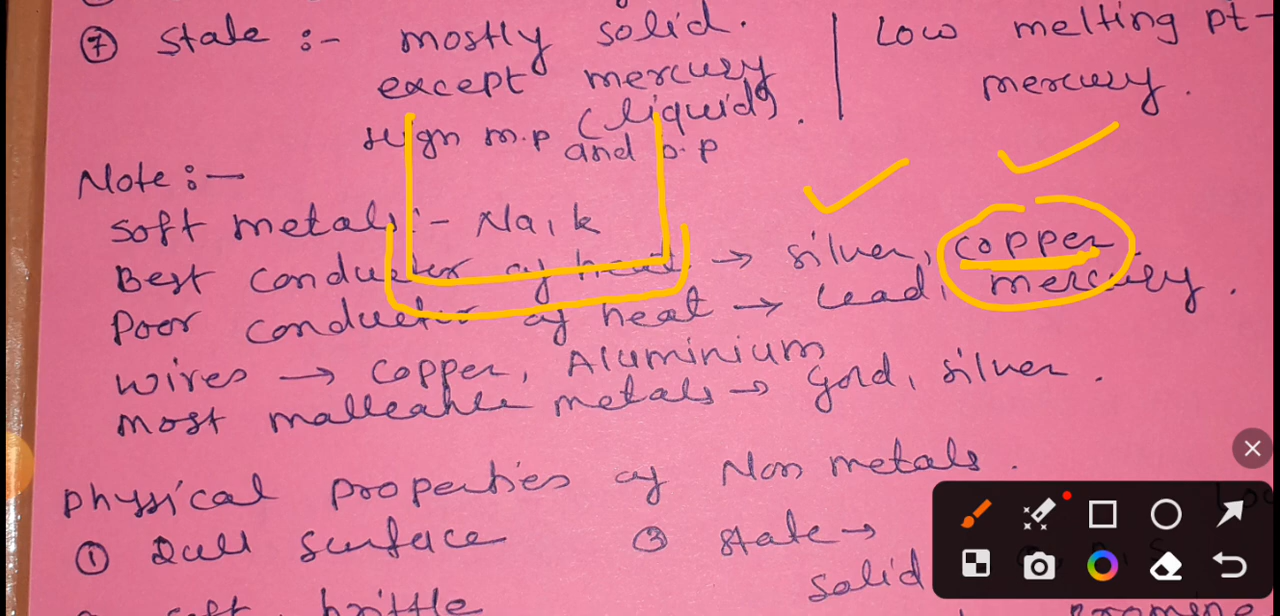 ⑦ State :- mostly solid. | Low melting pt-
except mercury mercury.
(liquid).
High m.p and b.p
Note :-
Soft metals :- Na, k
Best conductor of heat → silver, copper
Poor conductor of heat → Lead, mercury.
wires → copper, Aluminium
most malleable metals → gold, silver.
Physical properties of Non metals.
① Dull surface ③ state →
solid
soft, brittle